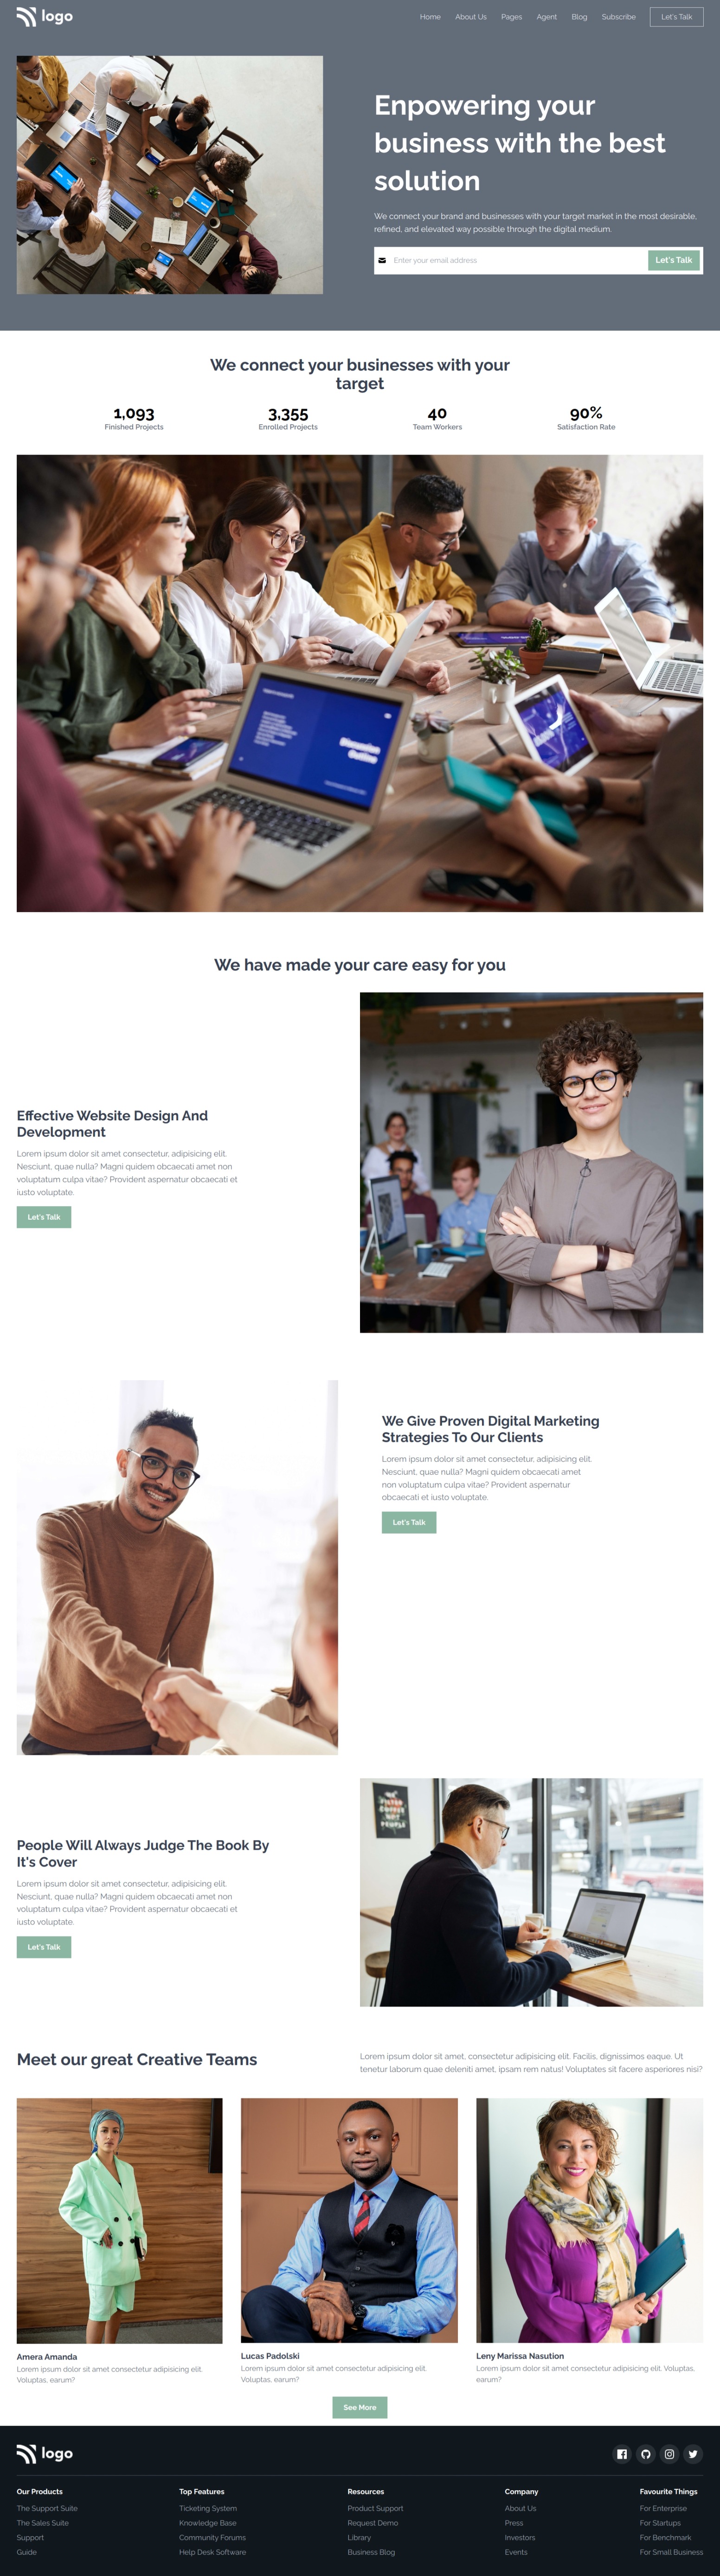 logo
Home About Us Pages Agent Blog Subscribe Let's Talk
Enpowering your
business with the best
solution
We connect your brand and businesses with your target market in the most desirable,
refined, and elevated way possible through the digital medium.
Enter your email address
Let's Talk
We connect your businesses with your
target
1,093 3,355 40 90%
Finished Projects Enrolled Projects Team Workers Satisfaction Rate
We have made your care easy for you
Effective Website Design And
Development
Lorem ipsum dolor sit amet consectetur, adipisicing elit.
Nesciunt, quae nulla? Magni quidem obcaecati amet non
voluptatum culpa vitae? Provident aspernatur obcaecati et
iusto voluptate.
Let's Talk
We Give Proven Digital Marketing
Strategies To Our Clients
Lorem ipsum dolor sit amet consectetur, adipisicing elit.
Nesciunt, quae nulla? Magni quidem obcaecati amet
non voluptatum culpa vitae? Provident aspernatur
obcaecati et iusto voluptate.
Let's Talk
People Will Always Judge The Book By
It's Cover
Lorem ipsum dolor sit amet consectetur, adipisicing elit.
Nesciunt, quae nulla? Magni quidem obcaecati amet non
voluptatum culpa vitae? Provident aspernatur obcaecati et
iusto voluptate.
Let's Talk
Meet our great Creative Teams
Lorem ipsum dolor sit amet, consectetur adipisicing elit. Facilis, dignissimos eaque. Ut
tenetur laborum quae deleniti amet, ipsam rem natus! Voluptates sit facere asperiores nisi?
Amera Amanda
Lorem ipsum dolor sit amet consectetur adipisicing elit.
Voluptas, earum?
Lucas Padolski
Lorem ipsum dolor sit amet consectetur adipisicing elit.
Voluptas, earum?
Leny Marissa Nasution
Lorem ipsum dolor sit amet consectetur adipisicing elit. Voluptas,
earum?
See More
logo
Our Products Top Features Resources Company Favourite Things
The Support Suite Ticketing System Product Support About Us For Enterprise
The Sales Suite Knowledge Base Request Demo Press For Startups
Support Community Forums Library Investors For Benchmark
Guide Help Desk Software Business Blog Events For Small Business